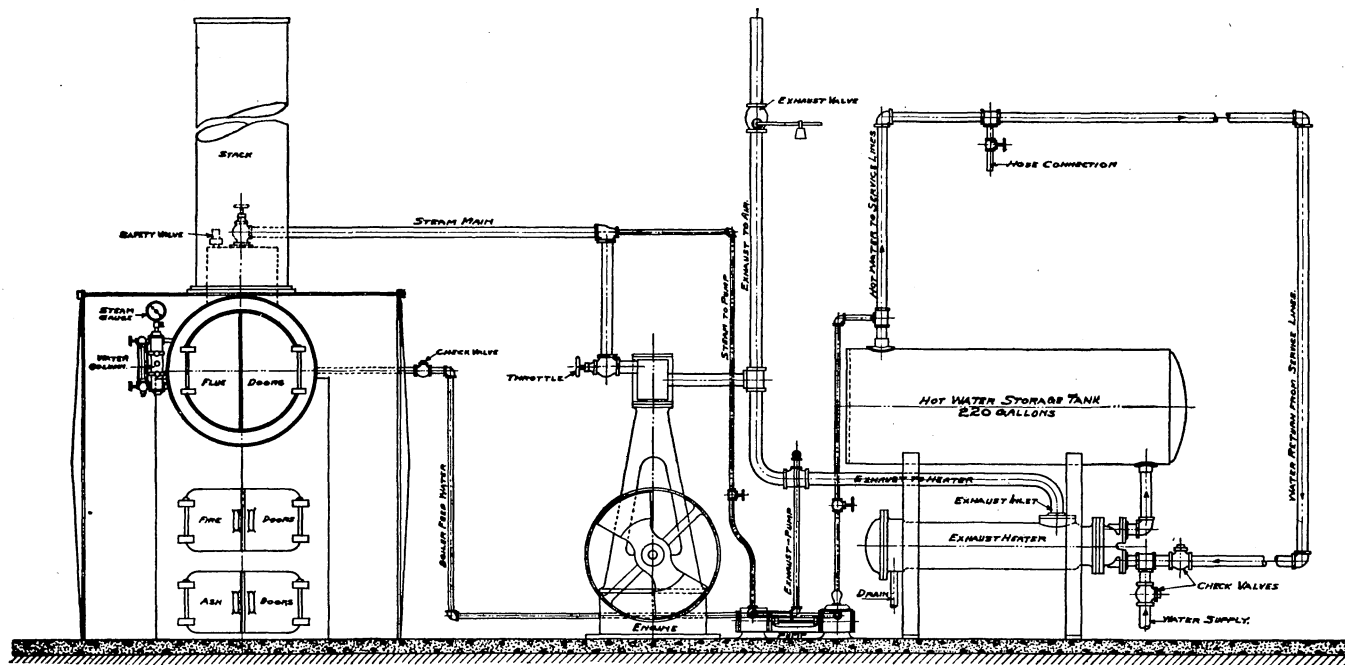 EXHAUST VALVE
STACK
HOSE CONNECTION
STEAM MAIN
SAFETY VALVE
EXHAUST TO AIR.
HOT WATER TO SERVICE LINES
STEAM TO PUMP
STEAM
GAUGE
WATER
COLUMN
CHECK VALVE
FLUE DOORS
THROTTLE
HOT WATER STORAGE TANK
220 GALLONS
WATER RETURN FROM SERVICE LINES.
BOILER FEED WATER
EXHAUST TO HEATER
EXHAUST INLET
FIRE DOORS
EXHAUST HEATER
EXHAUST-PUMP
ASH DOORS
DRAIN
CHECK VALVES
WATER SUPPLY.
ENGINE
PUMP